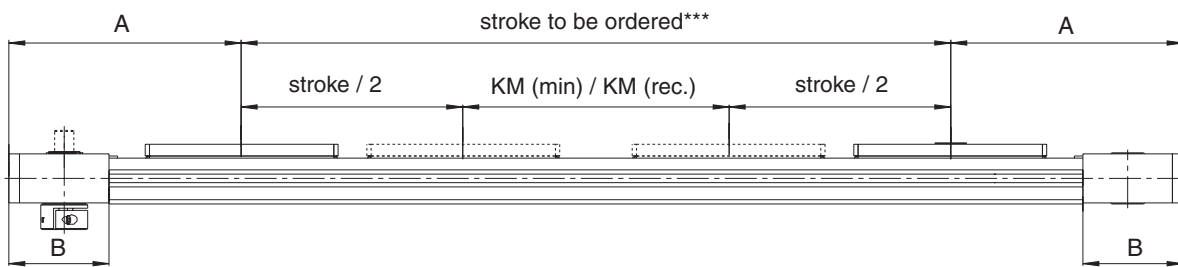 A stroke to be ordered*** A
stroke / 2 KM (min) / KM (rec.) stroke / 2
B B